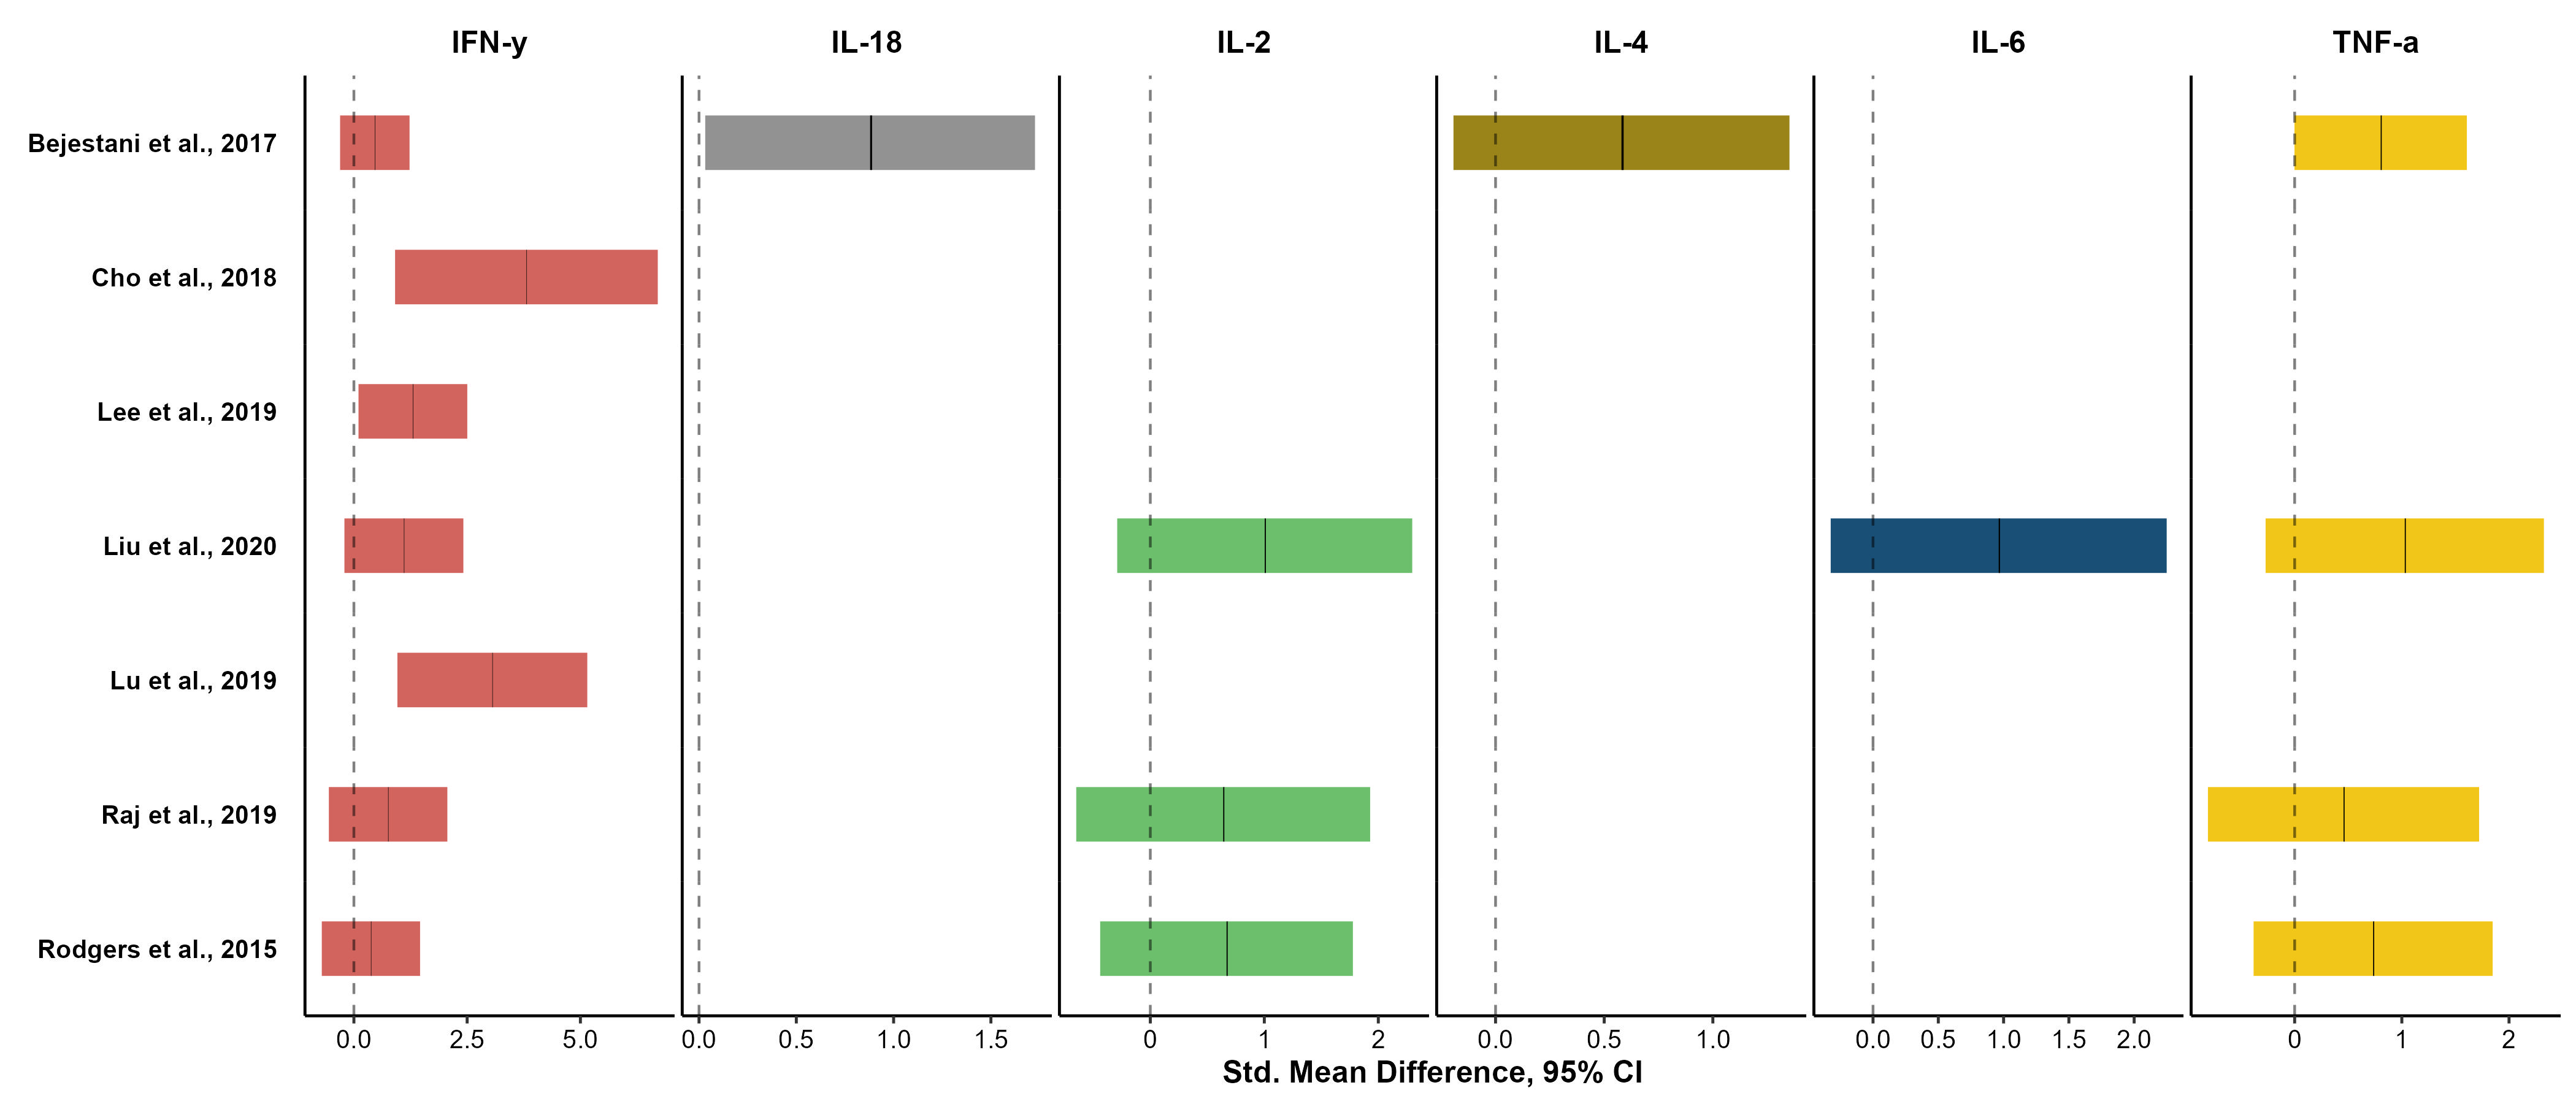 IFN-y IL-18 IL-2 IL-4 IL-6 TNF-a
Bejestani et al., 2017
Cho et al., 2018
Lee et al., 2019
Liu et al., 2020
Lu et al., 2019
Raj et al., 2019
Rodgers et al., 2015
0.0 2.5 5.0 0.0 0.5 1.0 1.5 0 1 2 0.0 0.5 1.0 0.0 0.5 1.0 1.5 2.0 0 1 2
Std. Mean Difference, 95% CI